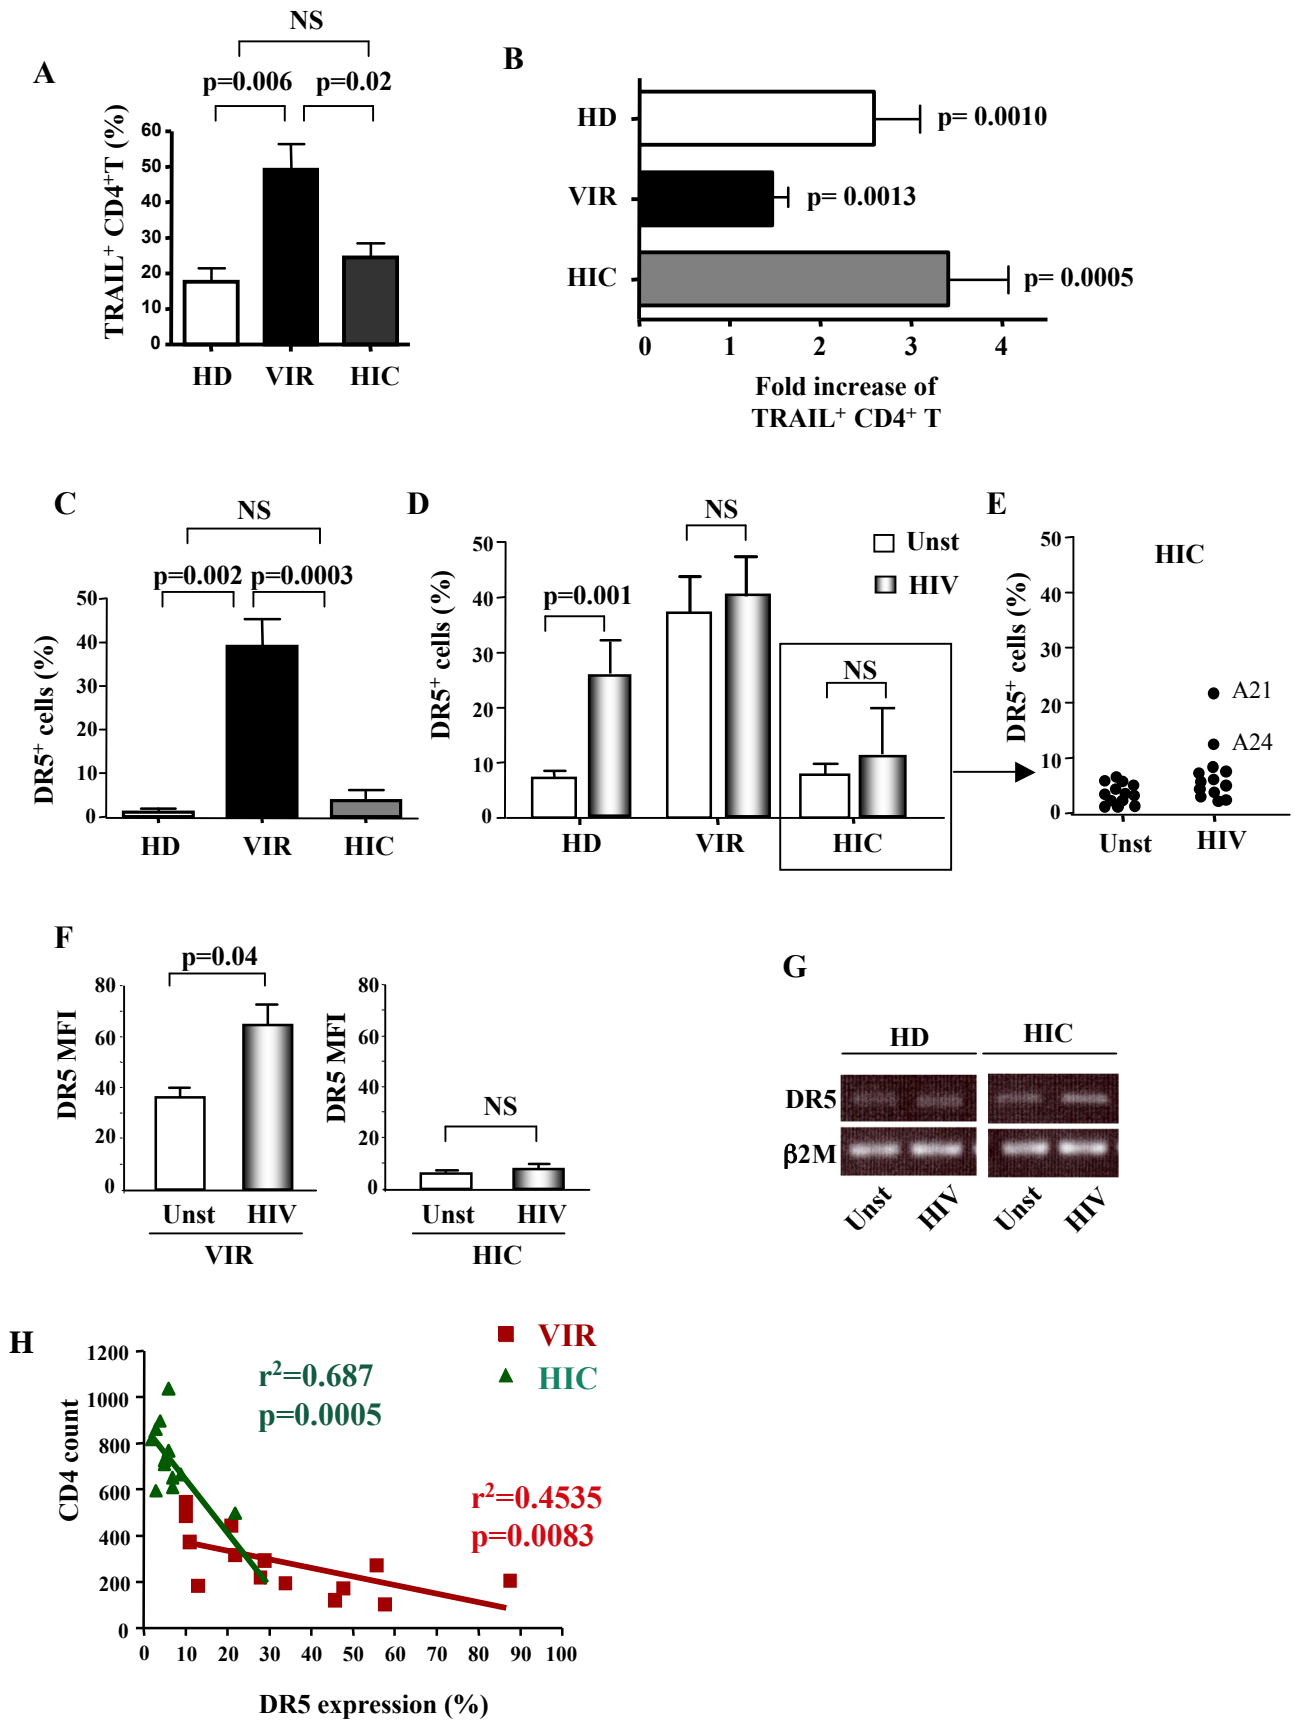 A
NS
p=0.006 p=0.02
TRAIL+ CD4+T (%)
60
50
40
30
20
10
0
HD VIR HIC
B
HD
VIR
HIC
p= 0.0010
p= 0.0013
p= 0.0005
0 1 2 3 4
Fold increase of
TRAIL+ CD4+ T
C
NS
p=0.002 p=0.0003
DR5+ cells (%)
50
40
30
20
10
0
HD VIR HIC
D
DR5+ cells (%)
50
40
30
20
10
0
p=0.001
NS
NS
Unst
HIV
HD VIR HIC
E
HIC
DR5+ cells (%)
50
40
30
20
10
0
A21
A24
Unst HIV
F
p=0.04
DR5 MFI
80
60
40
20
0
Unst HIV
VIR
DR5 MFI
80
60
40
20
0
NS
Unst HIV
HIC
G
HD HIC
DR5
β2M
Unst HIV Unst HIV
H
VIR
HIC
r2=0.687
p=0.0005
r2=0.4535
p=0.0083
CD4 count
1200
1000
800
600
400
200
0
0 10 20 30 40 50 60 70 80 90 100
DR5 expression (%)